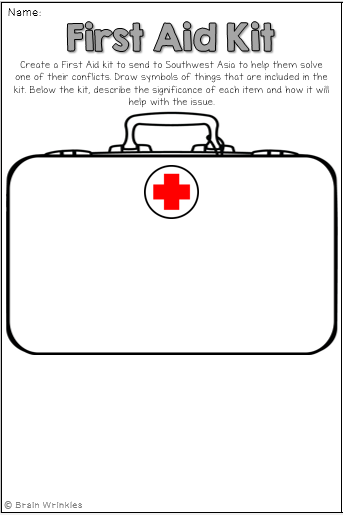 Name:
First Aid Kit
Create a First Aid kit to send to Southwest Asia to help them solve
one of their conflicts. Draw symbols of things that are included in the
kit. Below the kit, describe the significance of each item and how it will
help with the issue.
© Brain Wrinkles